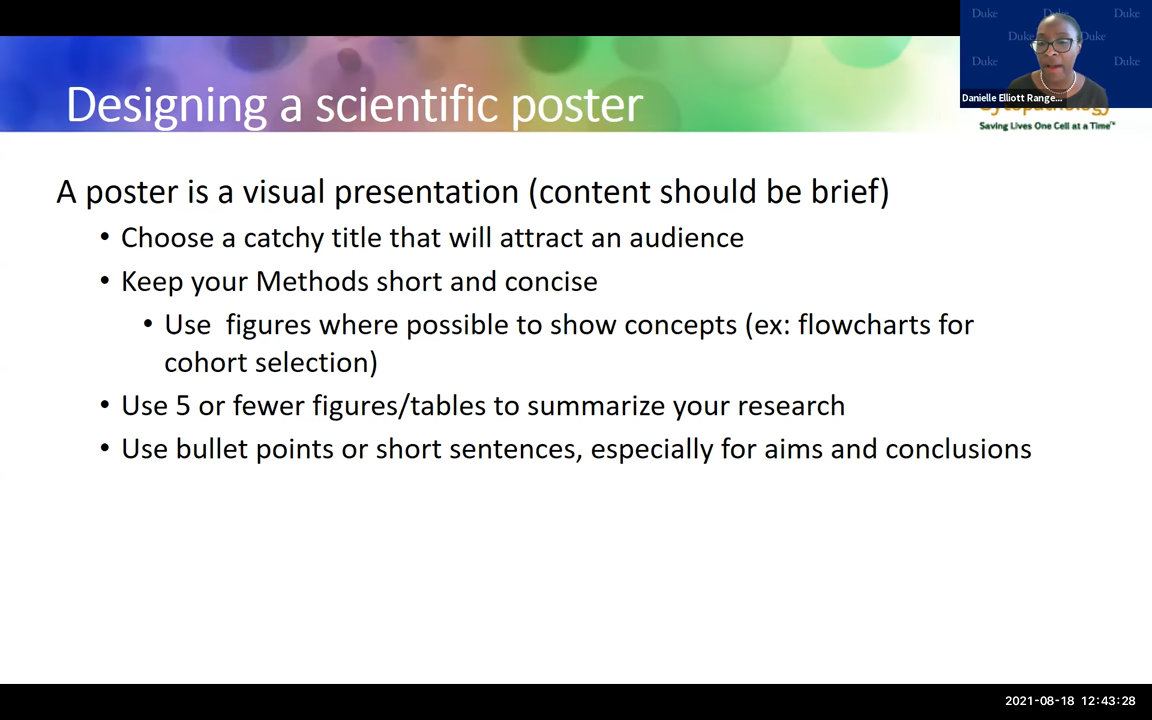 Duke Duke Duke
Duke Duke
Duke Duke
Danielle Elliott Range...
Designing a scientific poster
Saving Lives One Cell at a Time™
A poster is a visual presentation (content should be brief)
• Choose a catchy title that will attract an audience
• Keep your Methods short and concise
• Use figures where possible to show concepts (ex: flowcharts for
cohort selection)
• Use 5 or fewer figures/tables to summarize your research
• Use bullet points or short sentences, especially for aims and conclusions
2021-08-18 12:43:28